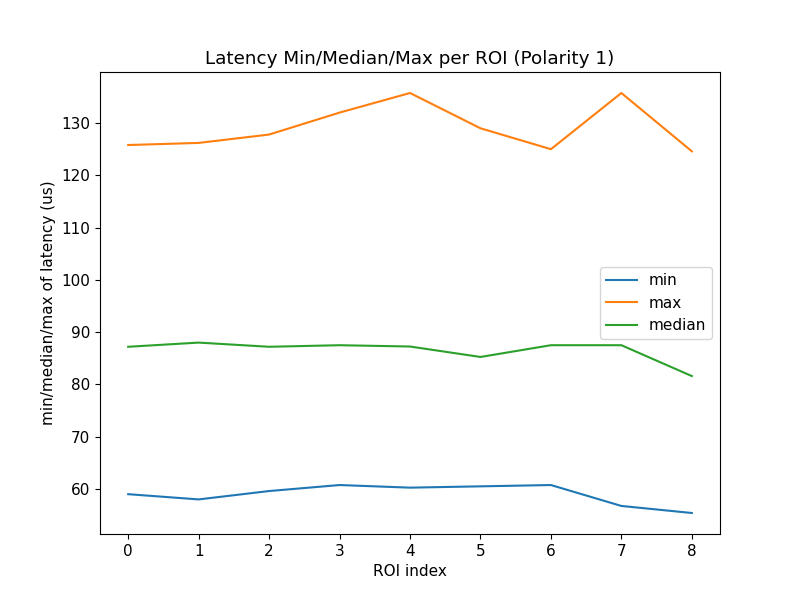 Latency Min/Median/Max per ROI (Polarity 1)
min/median/max of latency (us)
130
120
110
100
90
80
70
60
min
max
median
0 1 2 3 4 5 6 7 8
ROI index